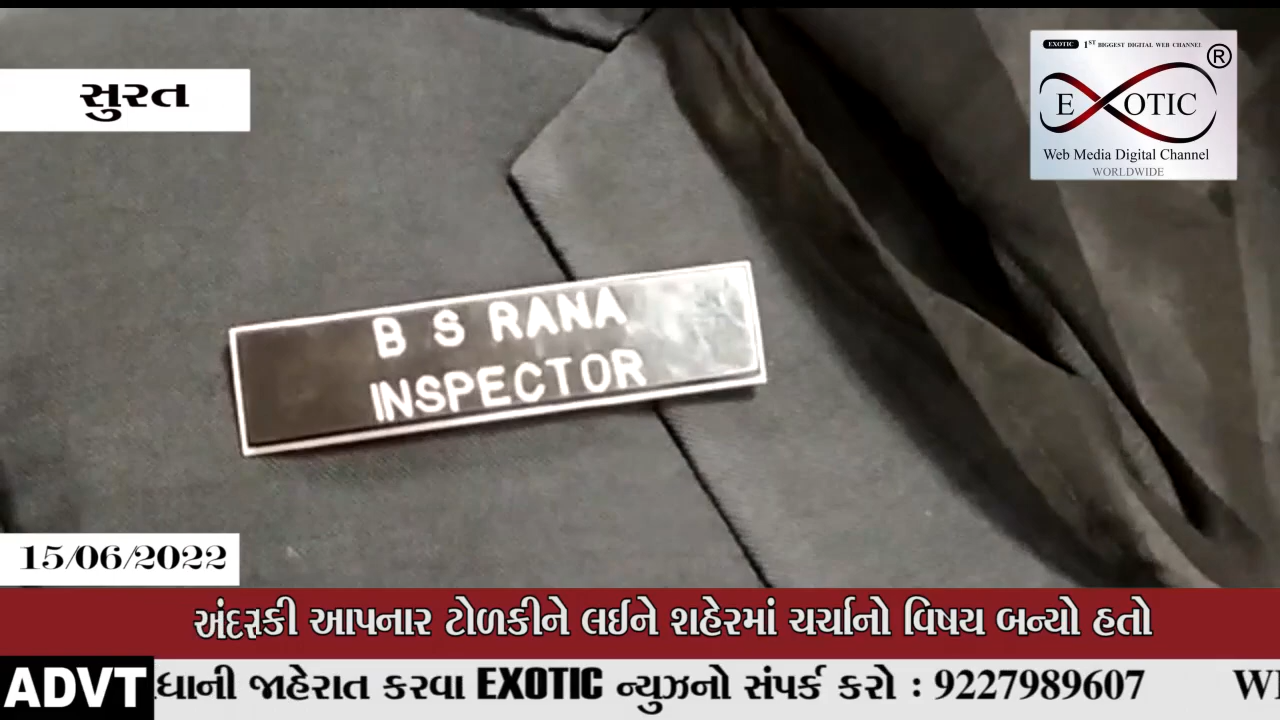 સુરત
EXOTIC 1ST BIGGEST DIGITAL WEB CHANNEL
®
EXOTIC
Web Media Digital Channel
WORLDWIDE
B S RANA
INSPECTOR
15/06/2022
આપનાર ટોળકીને લઈને શહેરમાં ચર્ચાનો વિષય બન્યો હતો
ADVT
જાહેરાત કરવા EXOTIC ન્યુઝનો સંપર્ક કરો : 9227989607